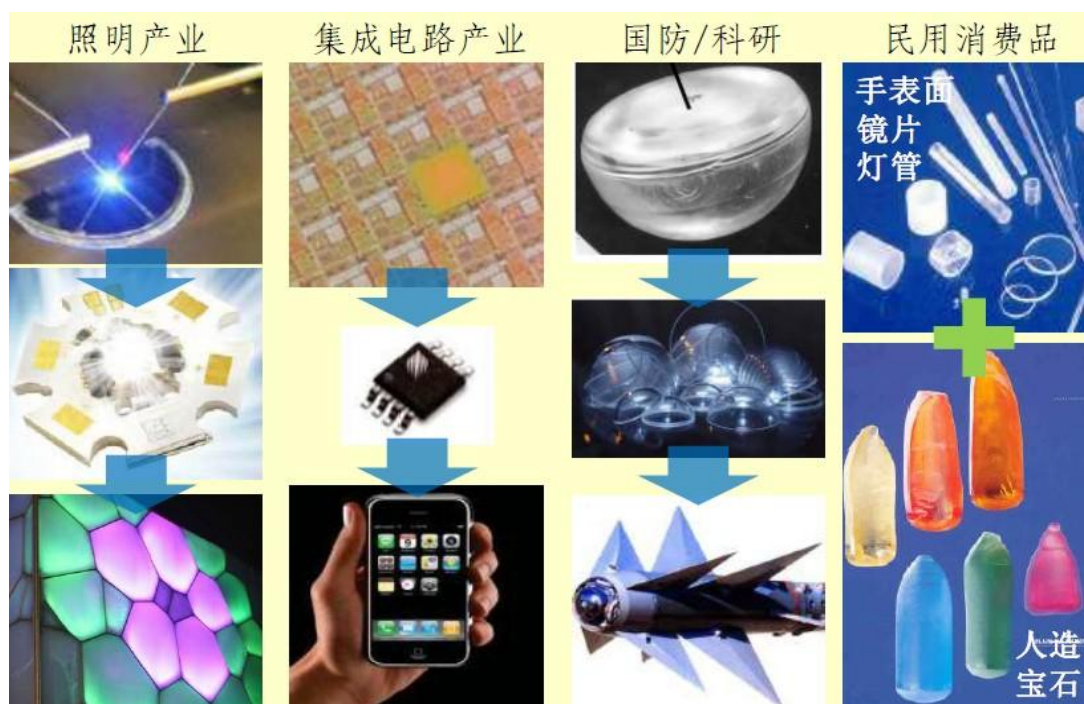 照明产业
集成电路产业
国防/科研
民用消费品
手表面
镜片
灯管
人造
宝石